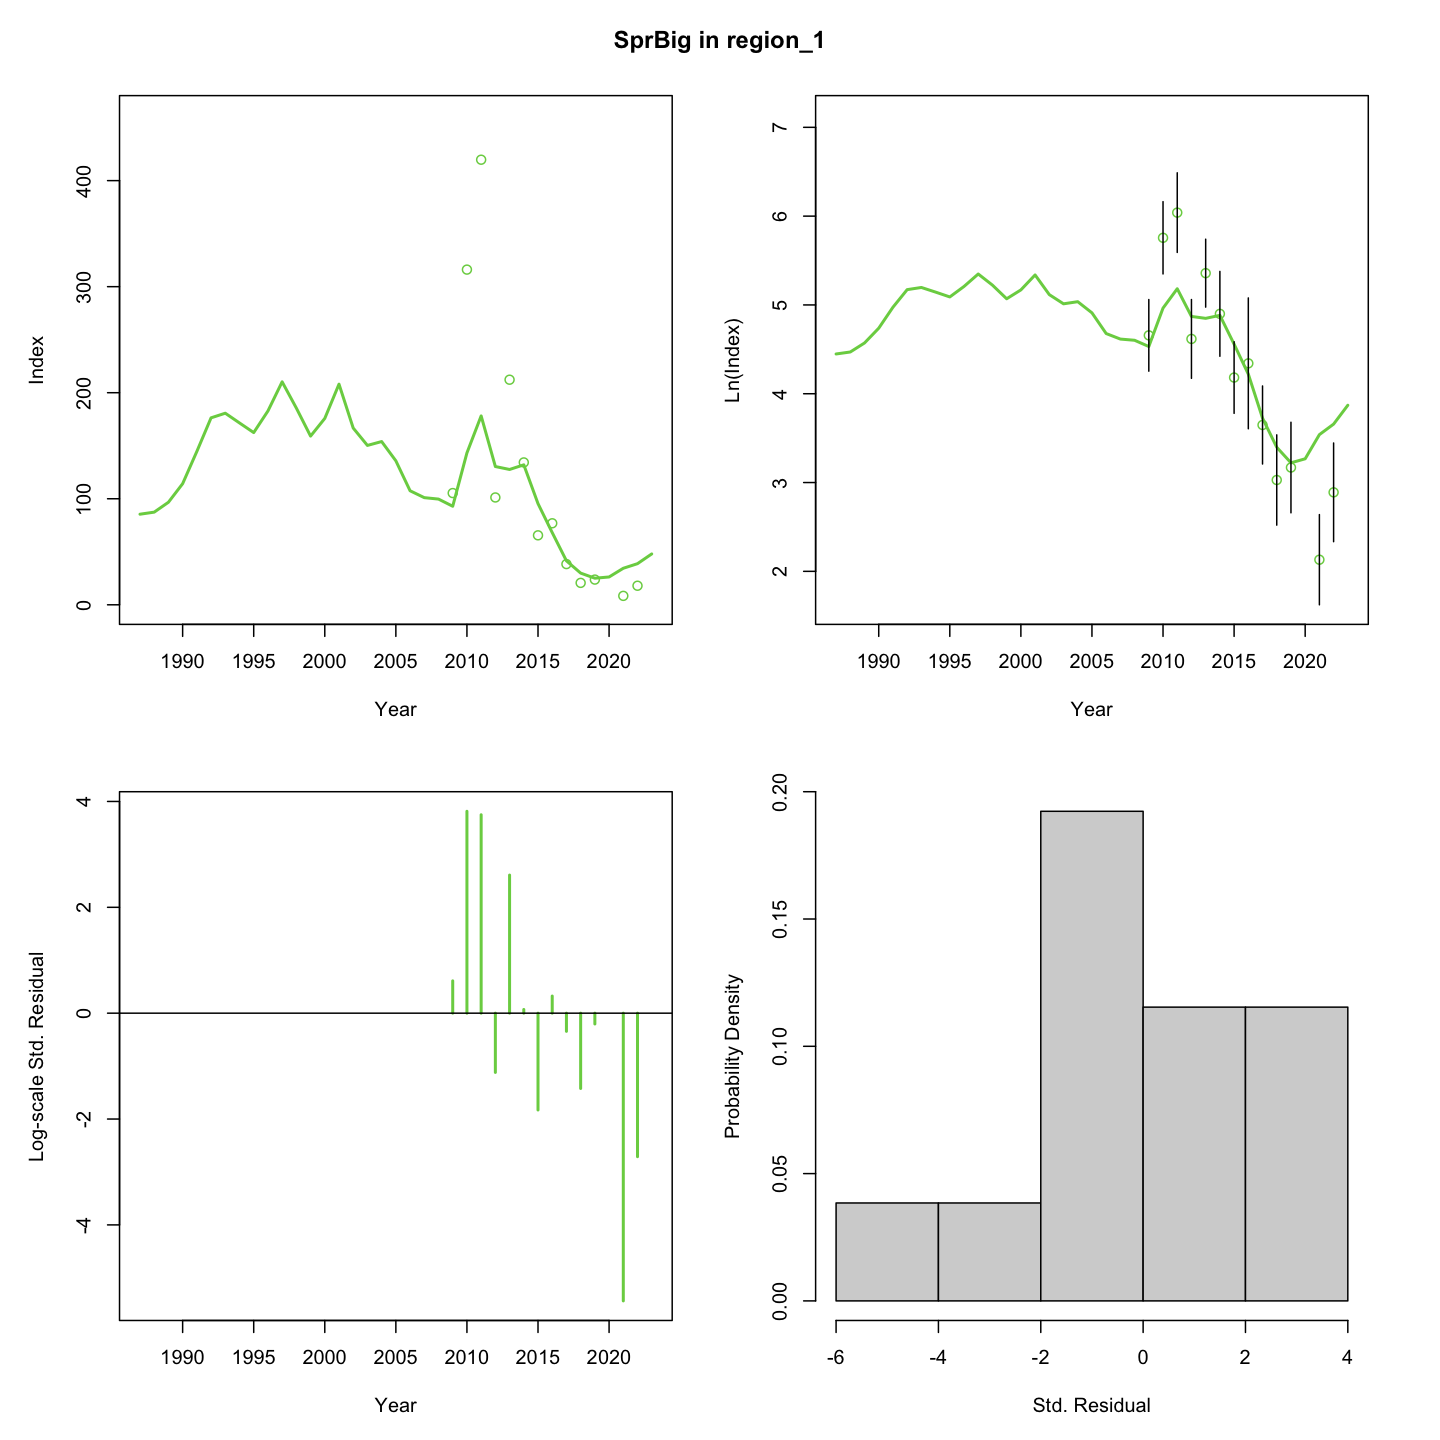 SprBig in region_1
Index
0 100 200 300 400
1990 1995 2000 2005 2010 2015 2020
Year
Ln(Index)
2 3 4 5 6 7
1990 1995 2000 2005 2010 2015 2020
Year
Log-scale Std. Residual
-4 -2 0 2 4
1990 1995 2000 2005 2010 2015 2020
Year
Probability Density
0.00 0.05 0.10 0.15 0.20
-6 -4 -2 0 2 4
Std. Residual